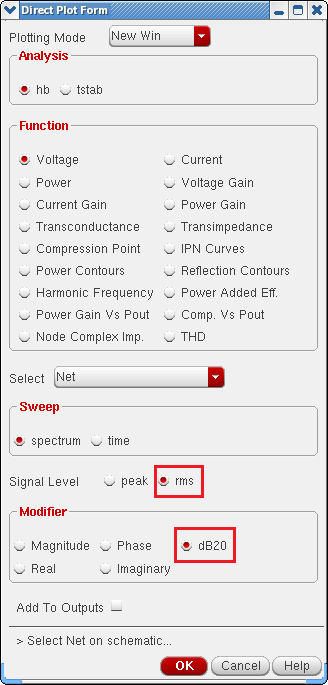 Direct Plot Form
Plotting Mode New Win
Analysis
hb tstab
Function
Voltage Current
Power Voltage Gain
Current Gain Power Gain
Transconductance Transimpedance
Compression Point IPN Curves
Power Contours Reflection Contours
Harmonic Frequency Power Added Eff.
Power Gain Vs Pout Comp. Vs Pout
Node Complex Imp. THD
Select Net
Sweep
spectrum time
Signal Level peak rms
Modifier
Magnitude Phase dB20
Real Imaginary
Add To Outputs
> Select Net on schematic...
OK Cancel Help